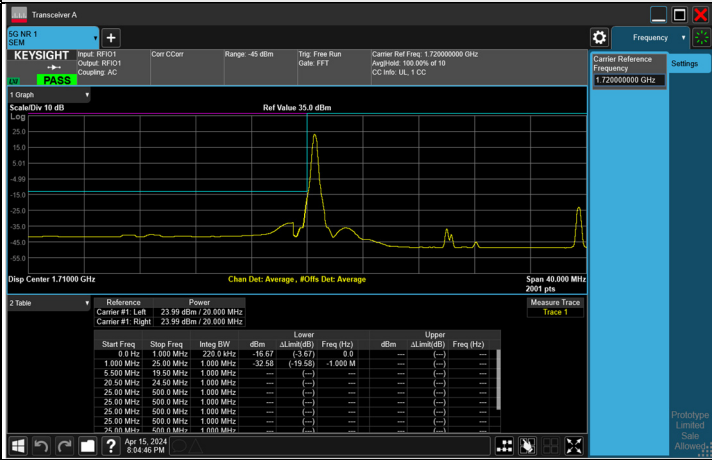 Transceiver A
5G NR 1
SEM
Frequency
KEYSIGHT
PASS
Input: RFIO1
Output: RFIO1
Coupling: AC
Corr CCorr
Range: -45 dBm
Trig: Free Run
Gate: FFT
Carrier Ref Freq: 1.720000000 GHz
Avg|Hold: 100.00% of 10
CC Info: UL, 1 CC
Carrier Reference
Frequency
1.720000000 GHz
Settings
1 Graph
Scale/Div 10 dB
Ref Value 35.0 dBm
Log
25.0
15.0
5.01
-4.99
-15.0
-25.0
-35.0
-45.0
-55.0
Disp Center 1.71000 GHz
Chan Det: Average, #Offs Det: Average
Span 40.000 MHz
2001 pts
2 Table
Reference Power
Carrier #1: Left 23.99 dBm / 20.000 MHz
Carrier #1: Right 23.99 dBm / 20.000 MHz
Measure Trace
Trace 1
Lower Upper
Start Freq Stop Freq Integ BW dBm ΔLimit(dB) Freq (Hz) dBm ΔLimit(dB) Freq (Hz)
0.0 Hz 1.000 MHz 220.0 kHz -16.67 (-3.67) 0.0 --- (---) ---
1.000 MHz 25.00 MHz 1.000 MHz -32.58 (-19.58) -1.000 M --- (---) ---
5.500 MHz 19.50 MHz 1.000 MHz --- (---) --- --- (---) ---
20.50 MHz 24.50 MHz 1.000 MHz --- (---) --- --- (---) ---
25.00 MHz 500.0 MHz 1.000 MHz --- (---) --- --- (---) ---
25.00 MHz 500.0 MHz 1.000 MHz --- (---) --- --- (---) ---
25.00 MHz 500.0 MHz 1.000 MHz --- (---) --- --- (---) ---
25.00 MHz 500.0 MHz 1.000 MHz --- (---) --- --- (---) ---
25.00 MHz 500.0 MHz 1.000 MHz --- (---) --- --- (---) ---
Apr 15, 2024
8:04:46 PM
Prototype
Limited
Sale
Allowed